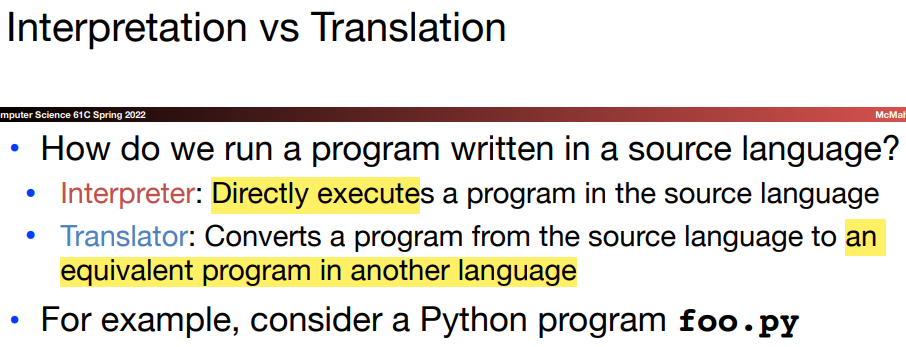 Interpretation vs Translation
mputer Science 61C Spring 2022
McMah
• How do we run a program written in a source language?
• Interpreter: Directly executes a program in the source language
• Translator: Converts a program from the source language to an
equivalent program in another language
• For example, consider a Python program foo.py